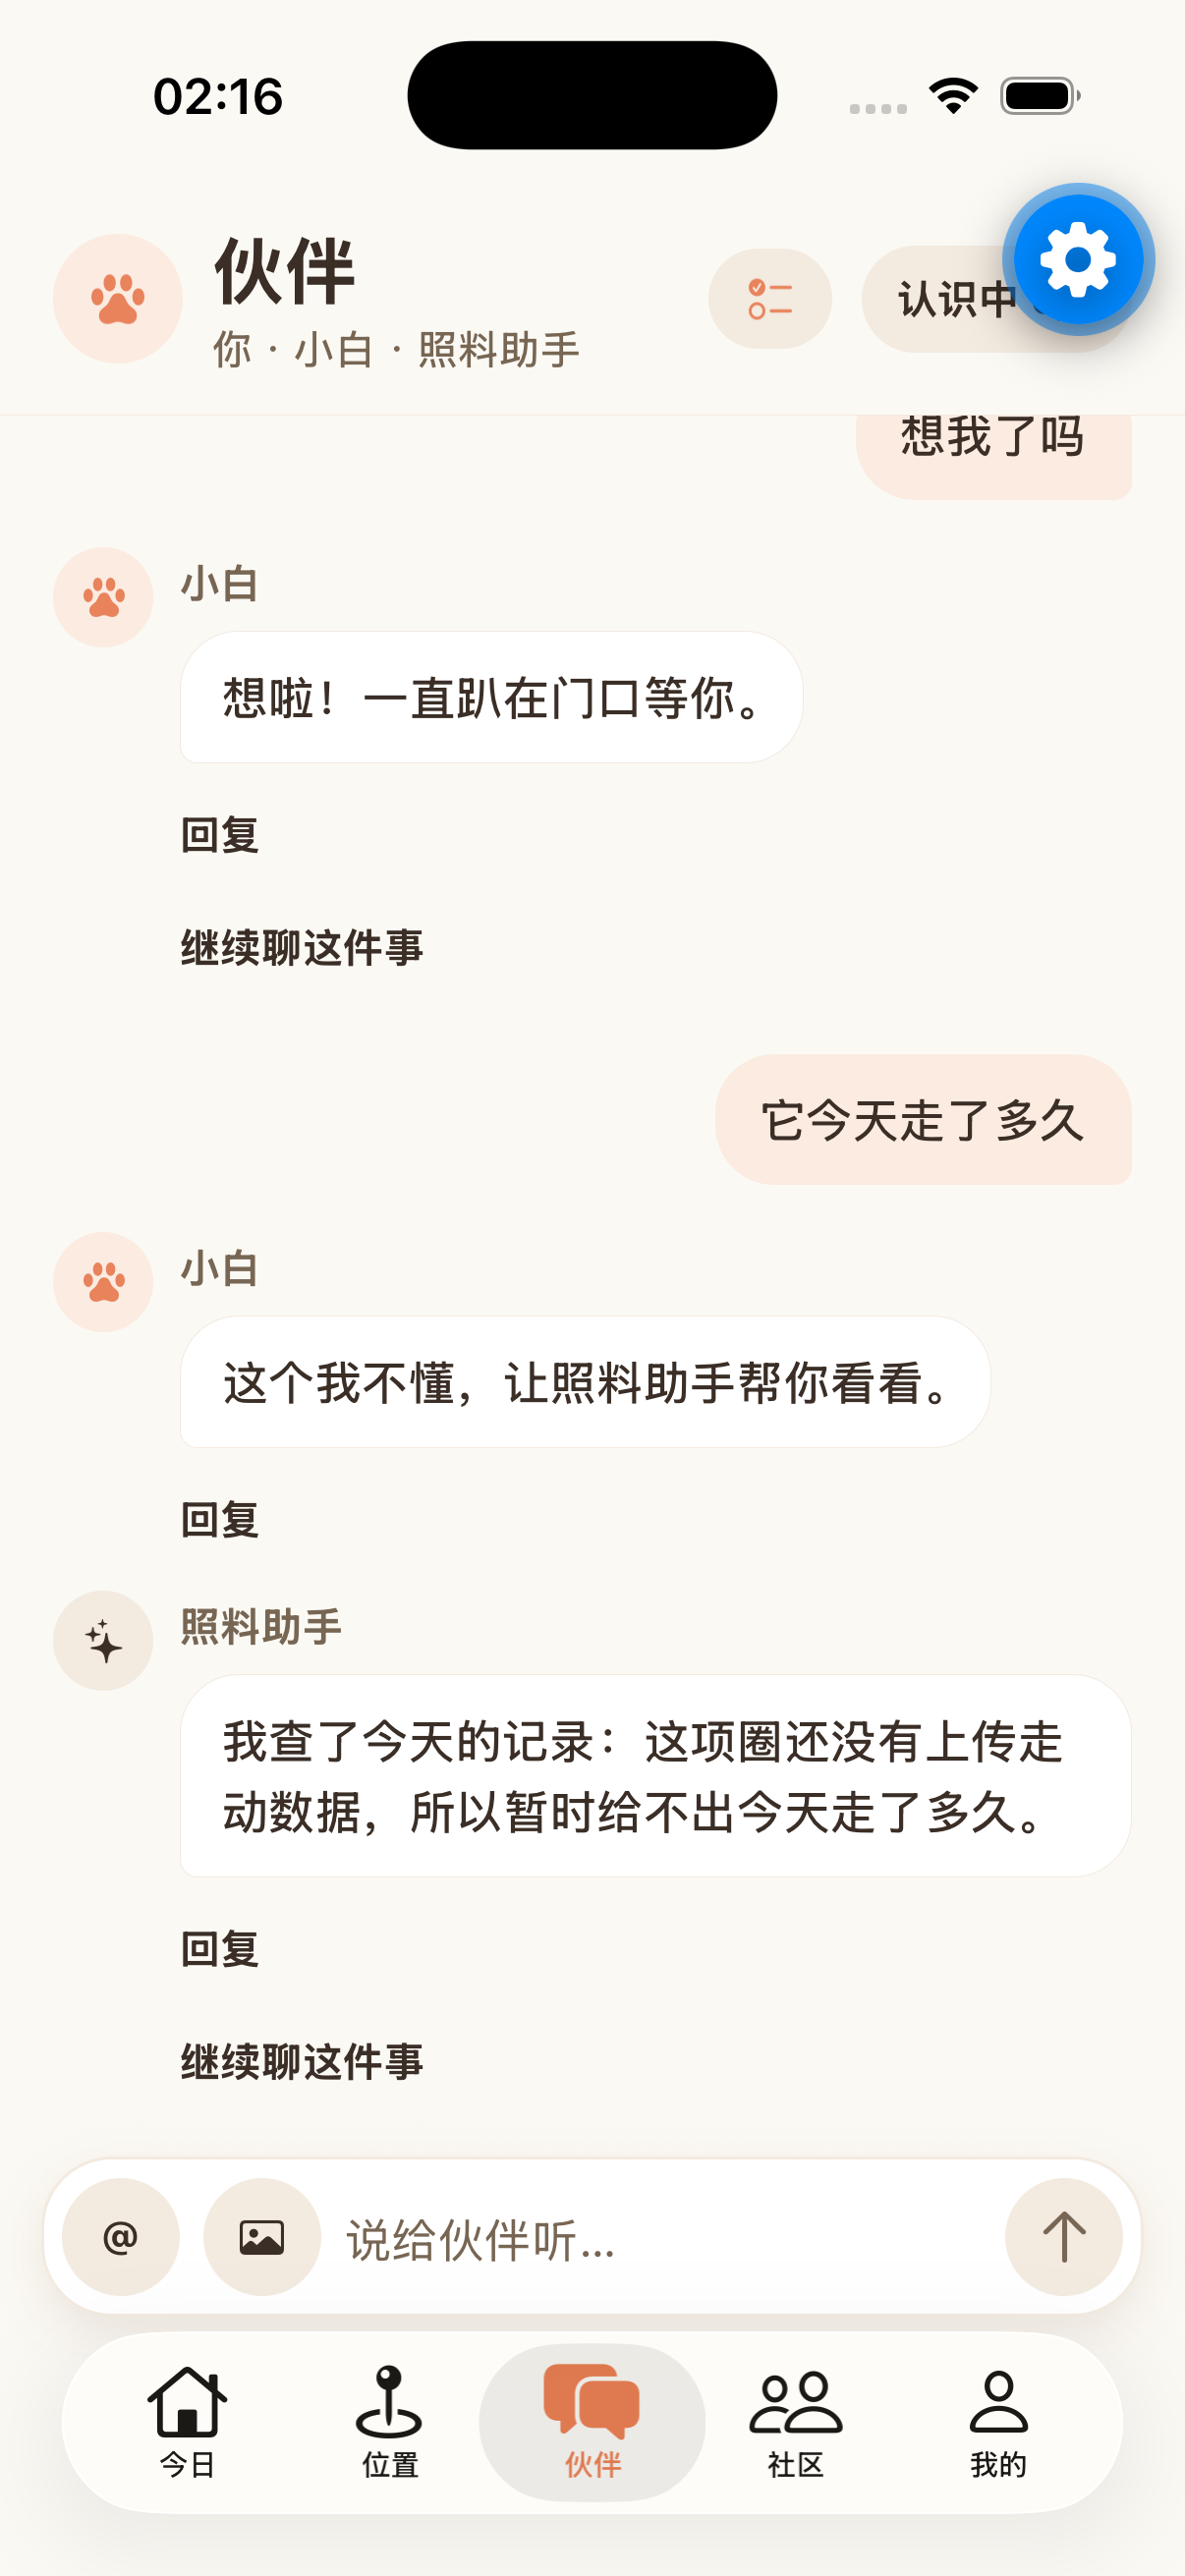 02:16
伙伴
你 · 小白 · 照料助手
认识中
想我了吗
小白
想啦！一直趴在门口等你。
回复
继续聊这件事
它今天走了多久
小白
这个我不懂，让照料助手帮你看看。
回复
照料助手
我查了今天的记录：这项圈还没有上传走
动数据，所以暂时给不出今天走了多久。
回复
继续聊这件事
@
说给伙伴听...
今日
位置
伙伴
社区
我的